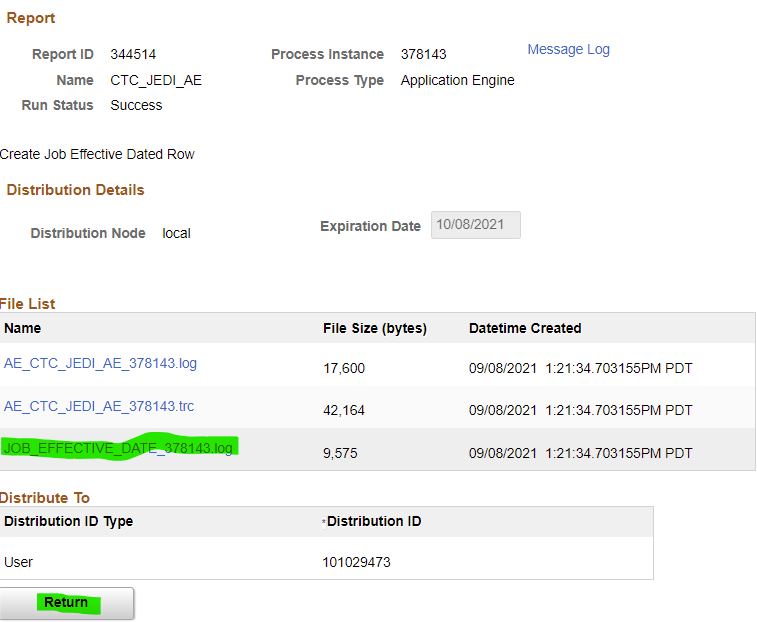 Report
Report ID 344514 Process Instance 378143 Message Log
Name CTC_JEDI_AE Process Type Application Engine
Run Status Success
Create Job Effective Dated Row
Distribution Details
Distribution Node local Expiration Date 10/08/2021
File List
Name File Size (bytes) Datetime Created
AE_CTC_JEDI_AE_378143.log 17,600 09/08/2021 1:21:34.703155PM PDT
AE_CTC_JEDI_AE_378143.trc 42,164 09/08/2021 1:21:34.703155PM PDT
JOB_EFFECTIVE_DATE_378143.log 9,575 09/08/2021 1:21:34.703155PM PDT
Distribute To
Distribution ID Type *Distribution ID
User 101029473
Return